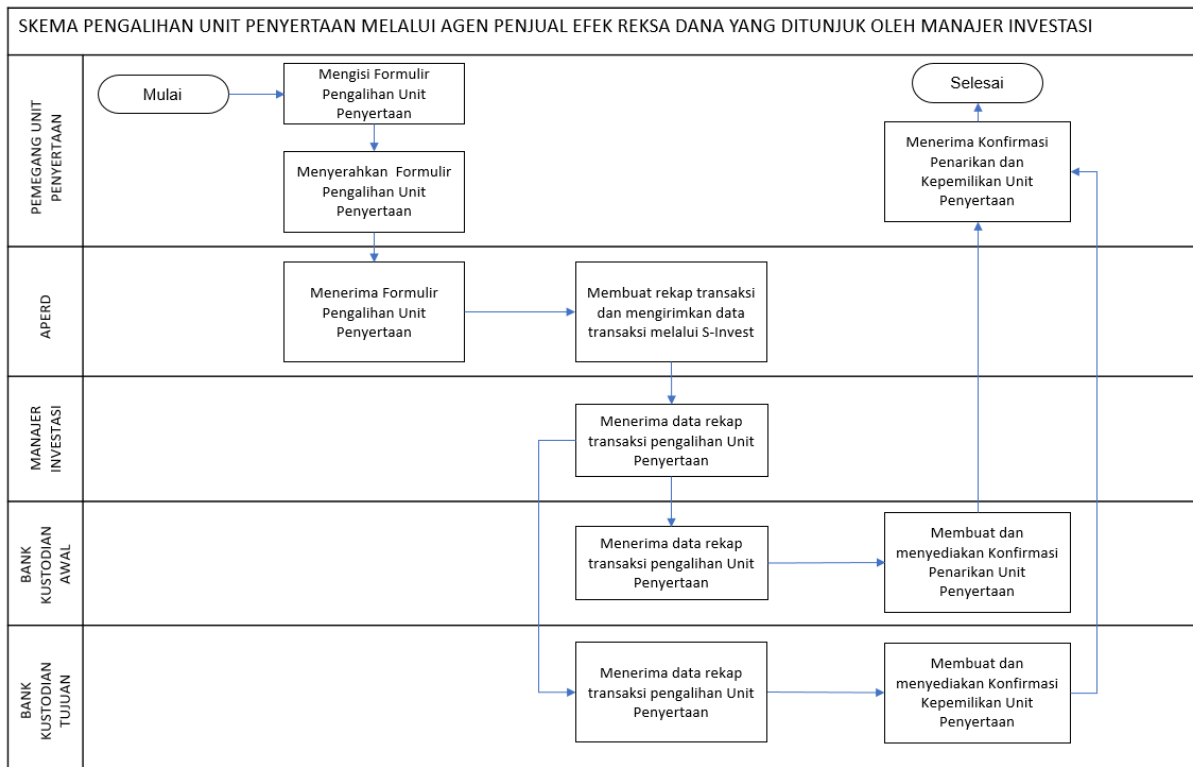 SKEMA PENGALIHAN UNIT PENYERTAAN MELALUI AGEN PENJUAL EFEK REKSA DANA YANG DITUNJUK OLEH MANAJER INVESTASI
PEMEGANG UNIT
PENYERTAAN
Mulai
Mengisi Formulir
Pengalihan Unit
Penyertaan
Menyerahkan Formulir
Pengalihan Unit
Penyertaan
Selesai
Menerima Konfirmasi
Penarikan dan
Kepemilikan Unit
Penyertaan
APERD
Menerima Formulir
Pengalihan Unit
Penyertaan
Membuat rekap transaksi
dan mengirimkan data
transaksi melalui S-Invest
MANAJER
INVESTASI
Menerima data rekap
transaksi pengalihan Unit
Penyertaan
BANK
KUSTODIAN
AWAL
Menerima data rekap
transaksi pengalihan Unit
Penyertaan
Membuat dan
menyediakan Konfirmasi
Penarikan Unit
Penyertaan
BANK
KUSTODIAN
TUJUAN
Menerima data rekap
transaksi pengalihan Unit
Penyertaan
Membuat dan
menyediakan Konfirmasi
Kepemilikan Unit
Penyertaan